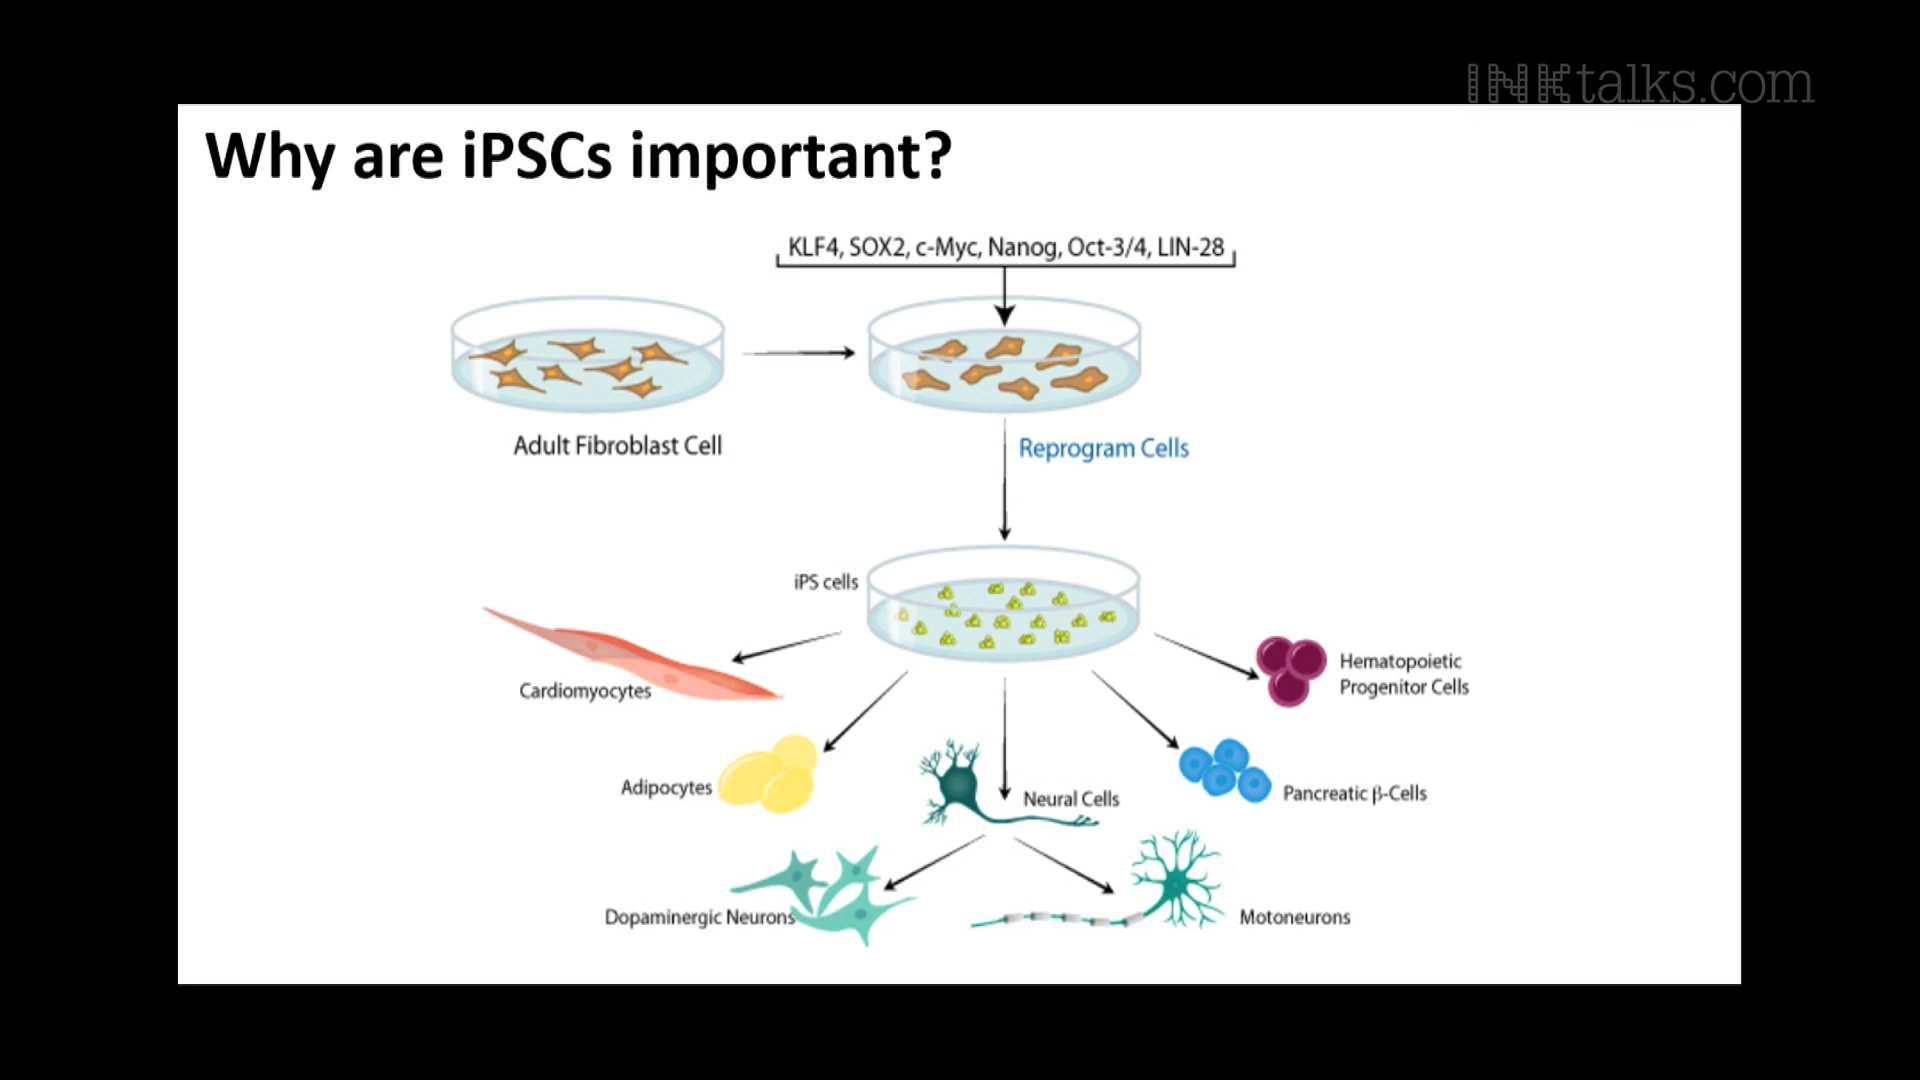 INKtalks.com
Why are iPSCs important?
KLF4, SOX2, c-Myc, Nanog, Oct-3/4, LIN-28
Adult Fibroblast Cell
Reprogram Cells
iPS cells
Cardiomyocytes
Hematopoietic
Progenitor Cells
Adipocytes
Neural Cells
Pancreatic β-Cells
Dopaminergic Neurons
Motoneurons